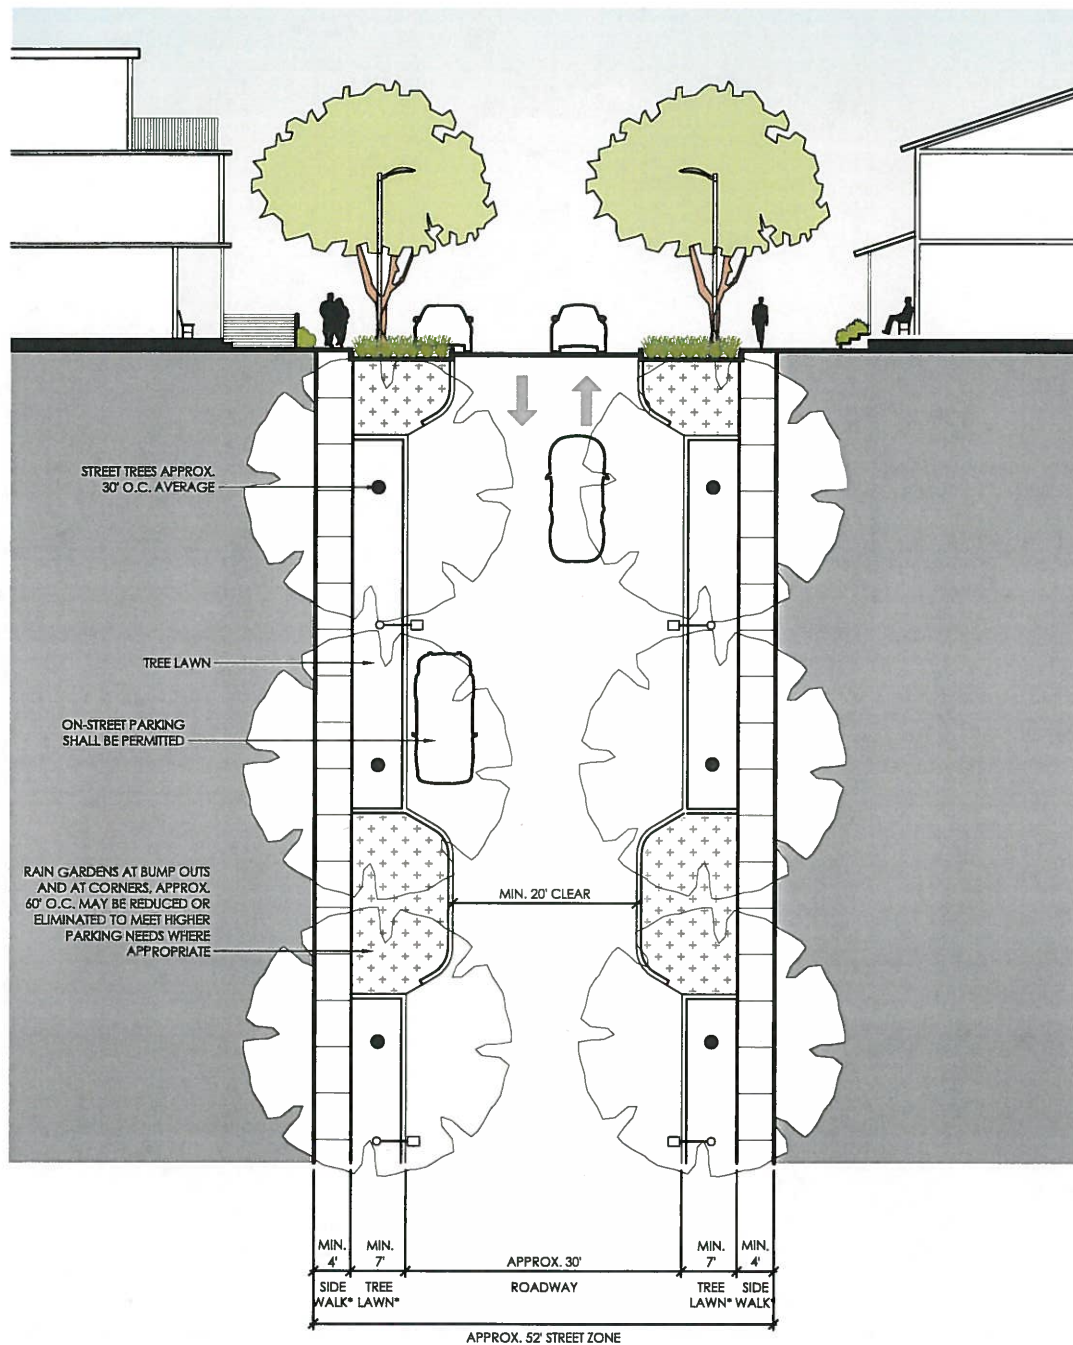 STREET TREES APPROX.
30' O.C. AVERAGE
TREE LAWN
ON-STREET PARKING
SHALL BE PERMITTED
RAIN GARDENS AT BUMP OUTS
AND AT CORNERS, APPROX.
60' O.C. MAY BE REDUCED OR
ELIMINATED TO MEET HIGHER
PARKING NEEDS WHERE
APPROPRIATE
MIN. 20' CLEAR
MIN.
4'
MIN.
7'
APPROX. 30'
MIN.
7'
MIN.
4'
SIDE
WALK*
TREE
LAWN*
ROADWAY
TREE
LAWN*
SIDE
WALK*
APPROX. 52' STREET ZONE